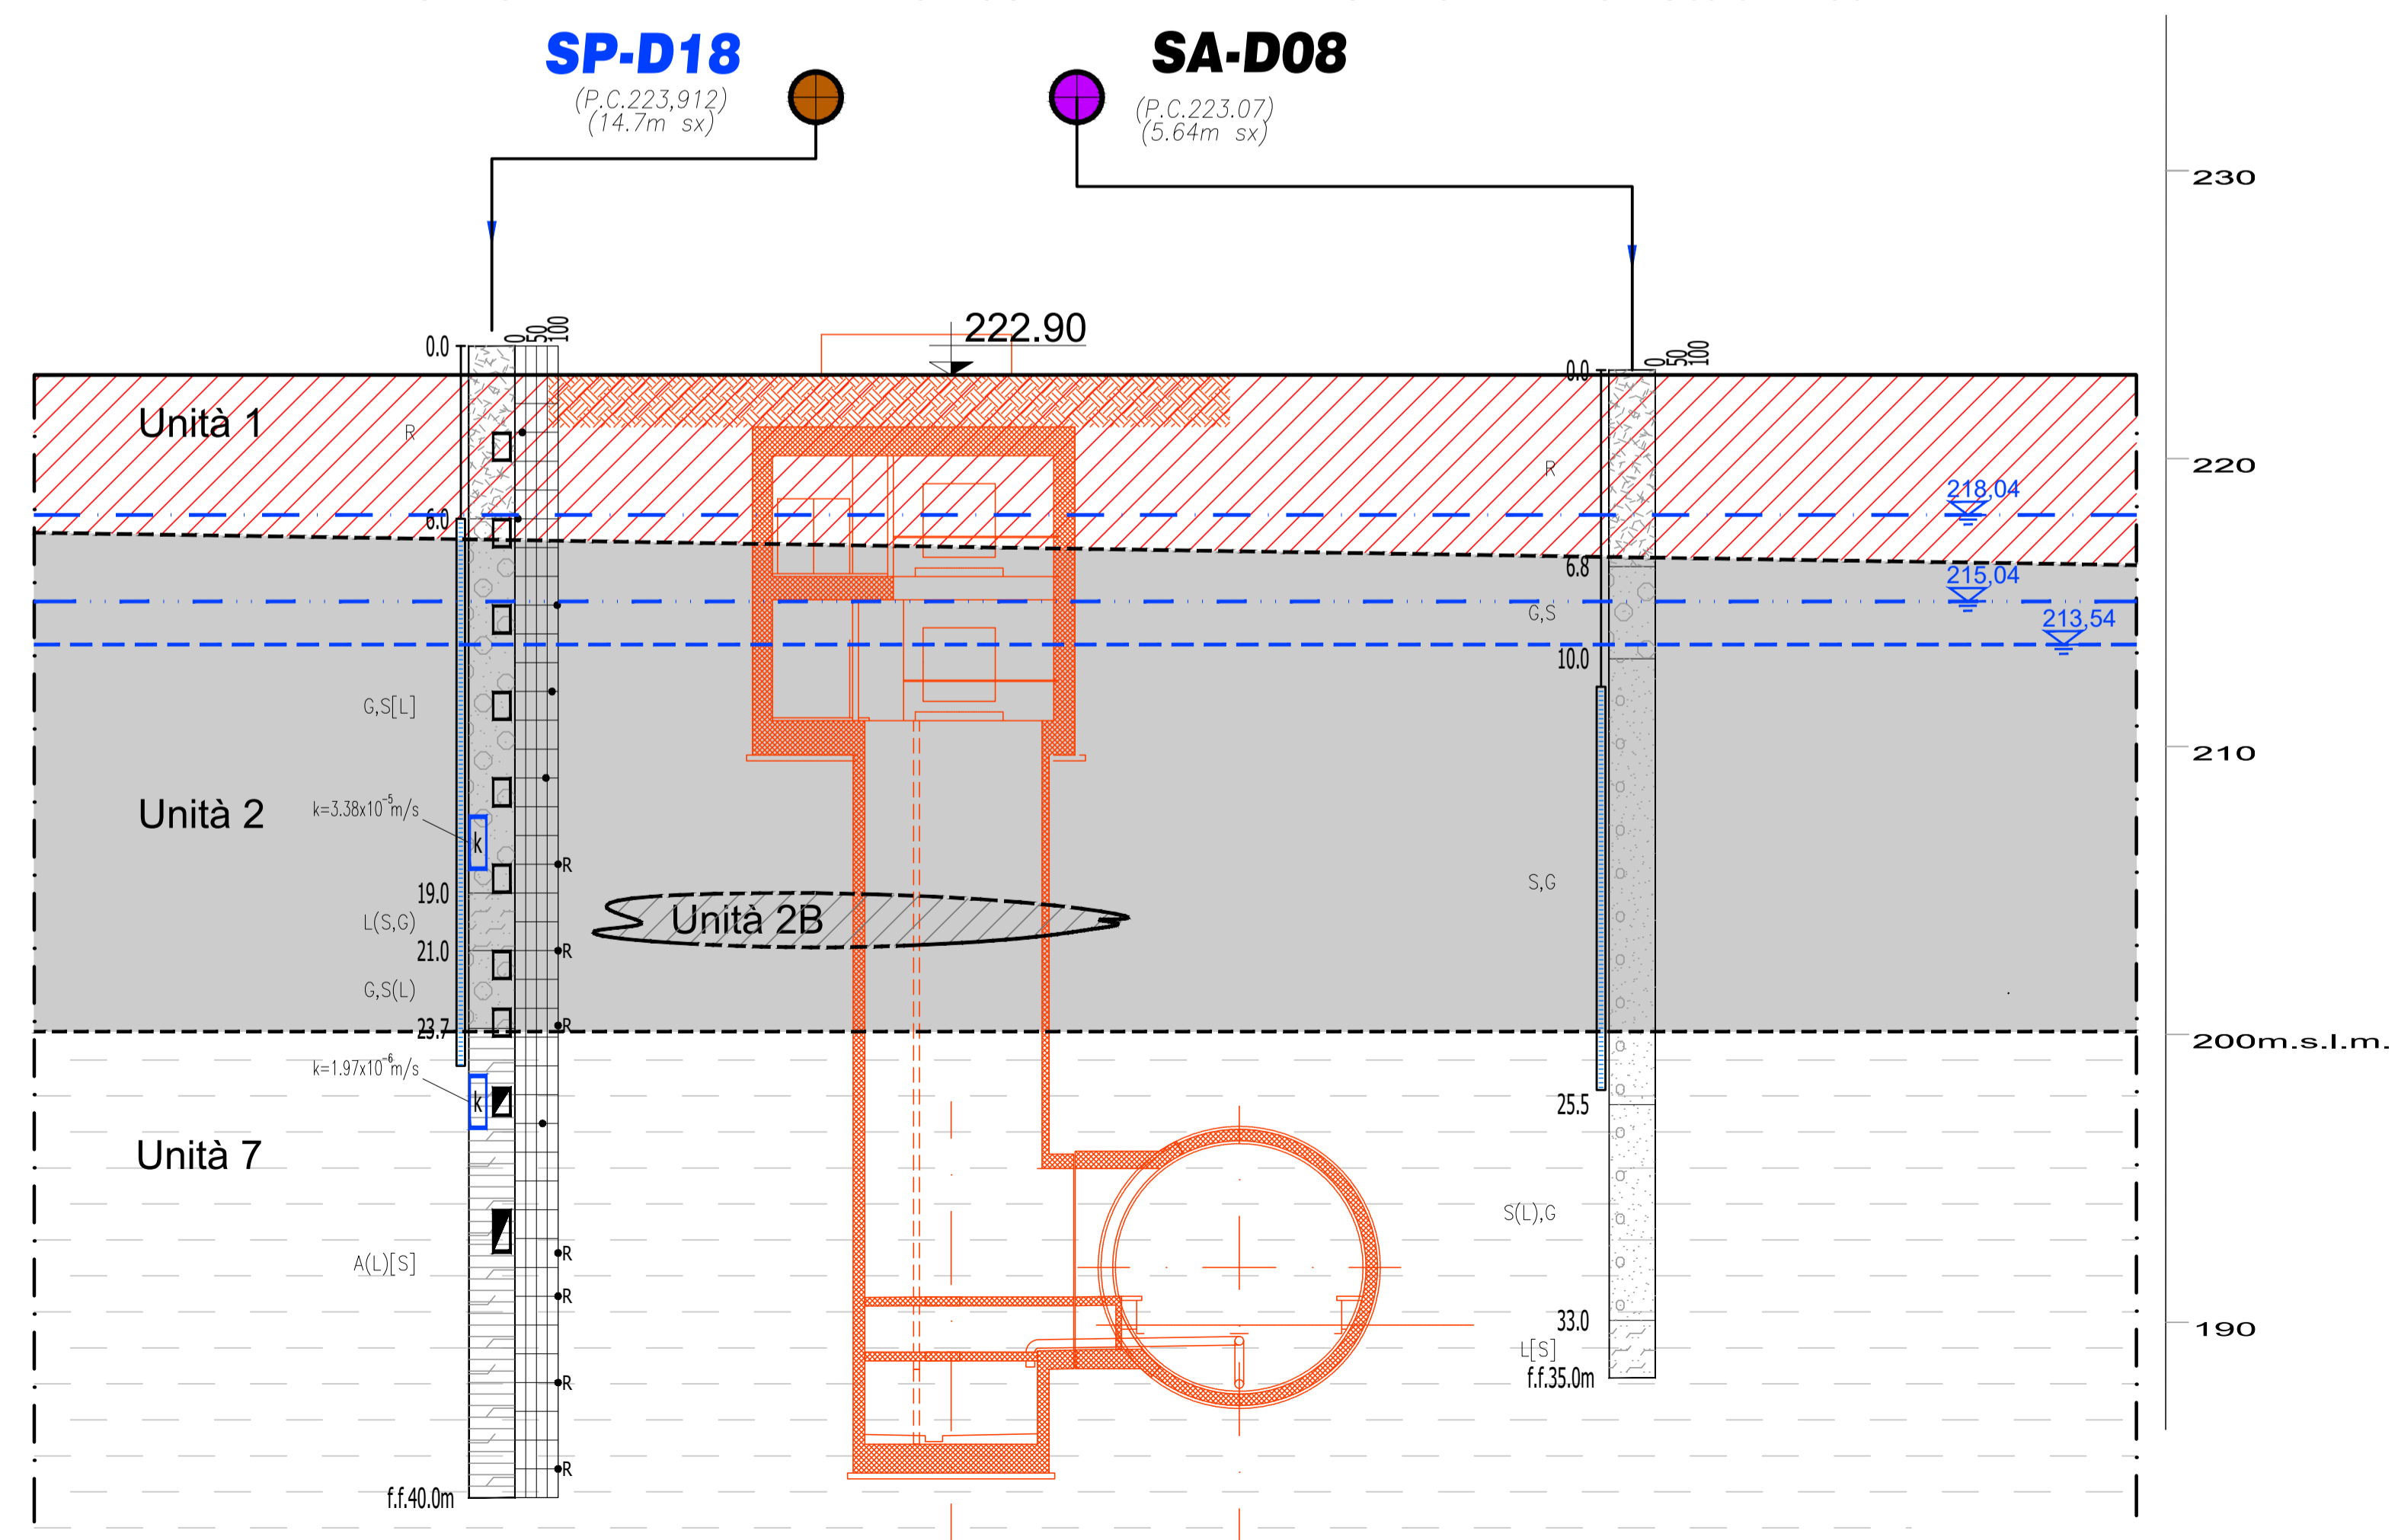 SP-D18
(P.C.223,912)
(14.7m sx)
SA-D08
(P.C.223.07)
(5.64m sx)
230
222.90
0.0
0
50
100
0.0
0
50
100
Unità 1
R
R
220
218,04
6.0
6.8
215,04
G,S
213,54
10.0
G,S[L]
210
Unità 2
k=3.38x10⁻⁵m/s
k
R
S,G
19.0
Unità 2B
L(S,G)
21.0
R
G,S(L)
23.7
R
200m.s.l.m.
k=1.97x10⁻⁶m/s
k
25.5
Unità 7
S(L),G
A(L)[S]
R
R
33.0
190
L[S]
f.f.35.0m
R
R
f.f.40.0m